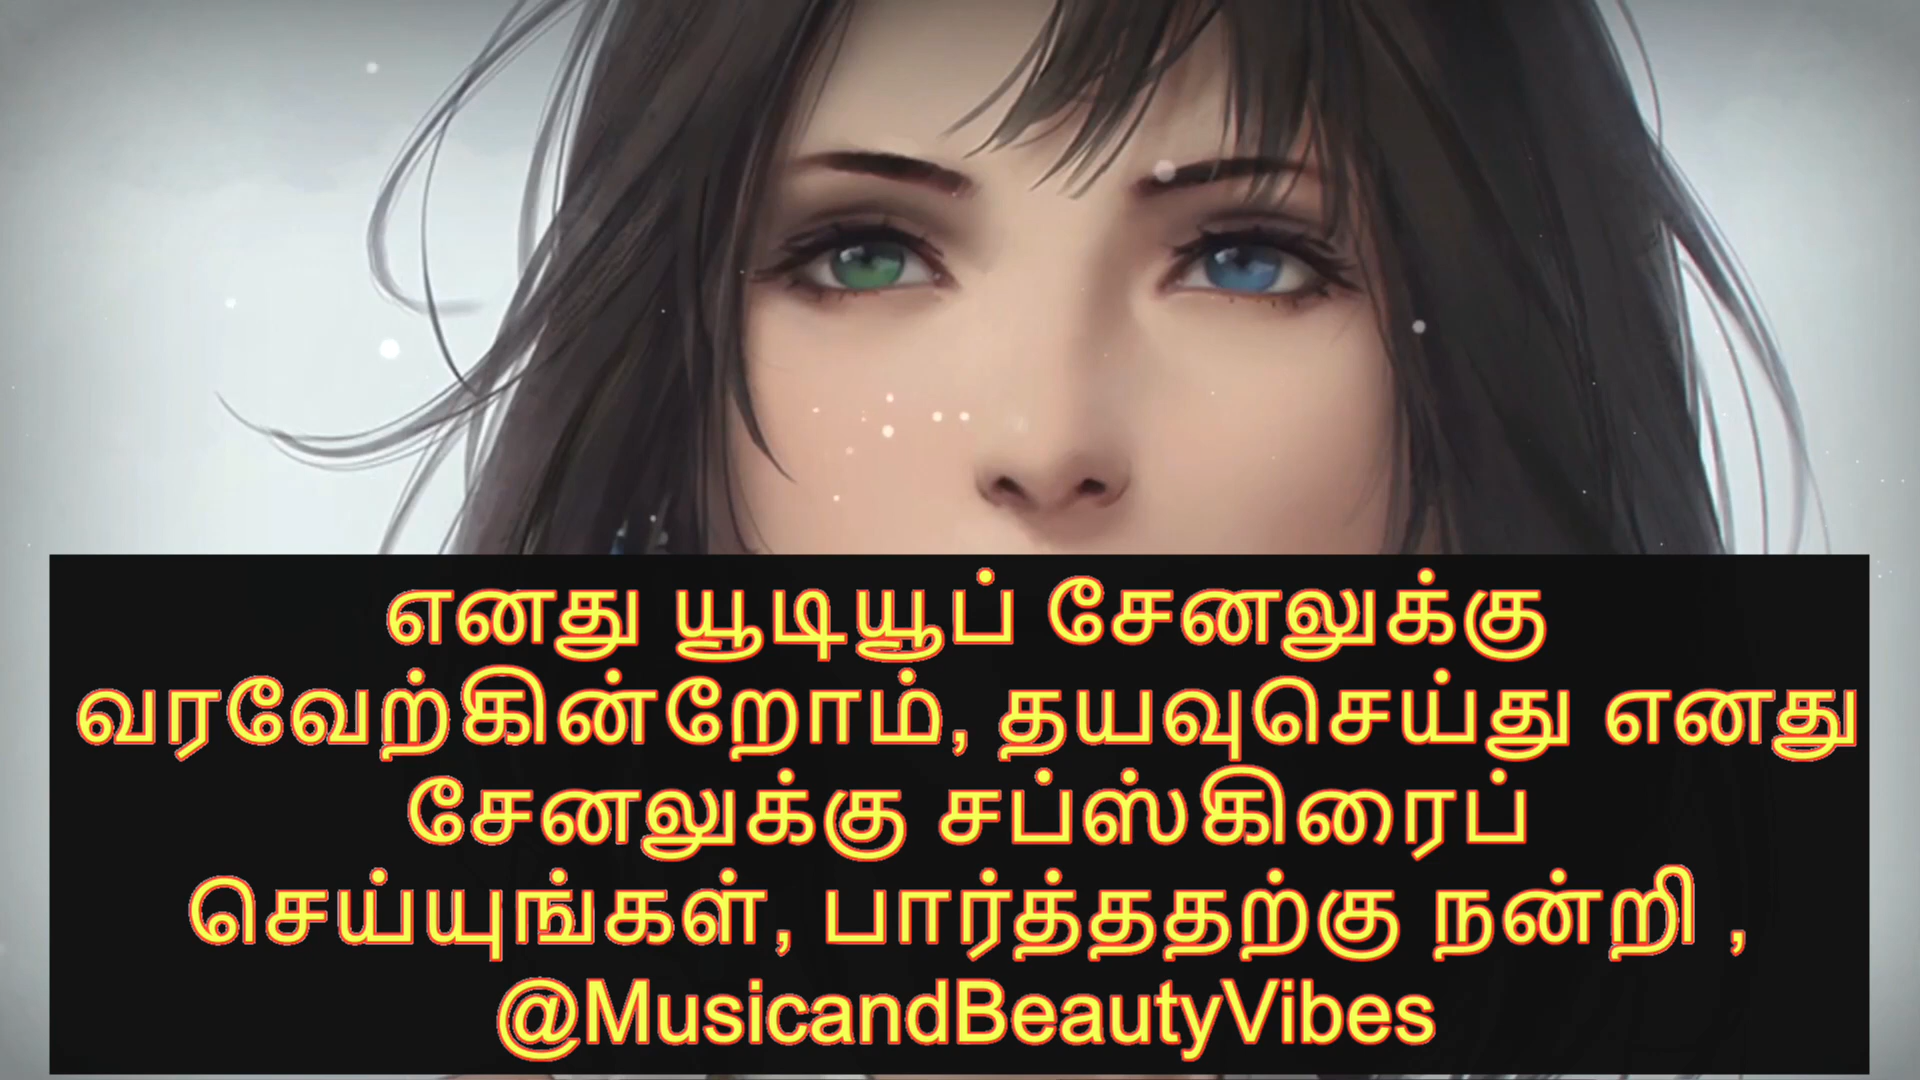 எனது யூடியூப் சேனலுக்கு
வரவேற்கின்றோம், தயவுசெய்து எனது
சேனலுக்கு சப்ஸ்கிரைப்
செய்யுங்கள், பார்த்ததற்கு நன்றி ,
@MusicandBeautyVibes